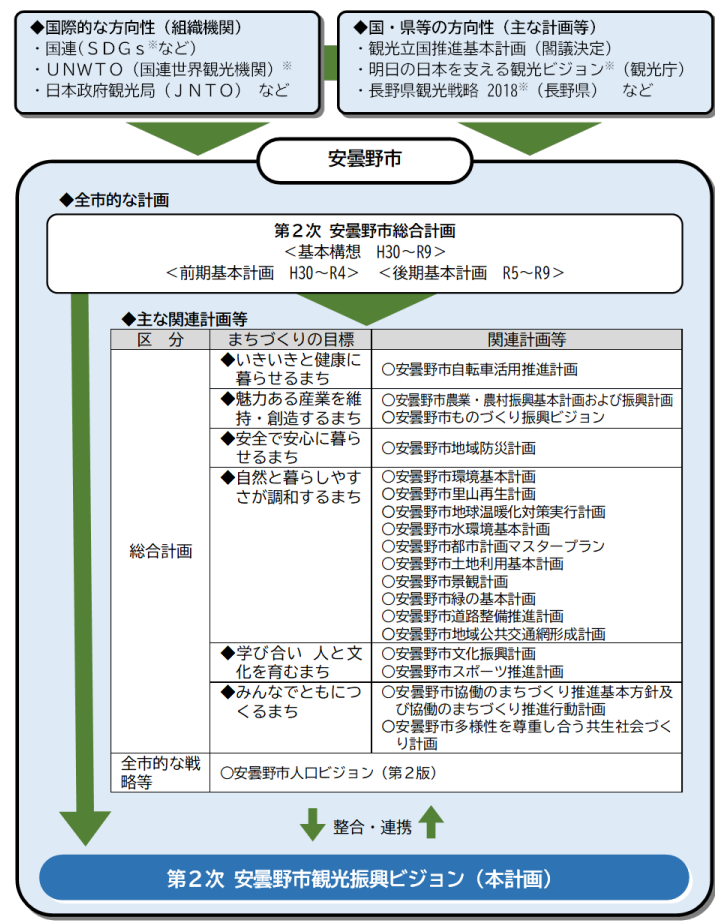 ◆国際的な方向性（組織機関）
・国連(ＳＤＧｓ※など)
・ＵＮＷＴＯ（国連世界観光機関）※
・日本政府観光局（ＪＮＴＯ） など
◆国・県等の方向性（主な計画等）
・観光立国推進基本計画（閣議決定）
・明日の日本を支える観光ビジョン※（観光庁）
・長野県観光戦略 2018※（長野県） など
安曇野市
◆全市的な計画
第２次 安曇野市総合計画
＜基本構想 H30～R9＞
＜前期基本計画 H30～R4＞ ＜後期基本計画 R5～R9＞
◆主な関連計画等
区 分 まちづくりの目標 関連計画等
総合計画
◆いきいきと健康に
暮らせるまち
○安曇野市自転車活用推進計画
◆魅力ある産業を維
持・創造するまち
○安曇野市農業・農村振興基本計画および振興計画
○安曇野市ものづくり振興ビジョン
◆安全で安心に暮ら
せるまち
○安曇野市地域防災計画
◆自然と暮らしやす
さが調和するまち
○安曇野市環境基本計画
○安曇野市里山再生計画
○安曇野市地球温暖化対策実行計画
○安曇野市水環境基本計画
○安曇野市都市計画マスタープラン
○安曇野市土地利用基本計画
○安曇野市景観計画
○安曇野市緑の基本計画
○安曇野市道路整備推進計画
○安曇野市地域公共交通網形成計画
◆学び合い 人と文
化を育むまち
○安曇野市文化振興計画
○安曇野市スポーツ推進計画
◆みんなでともにつ
くるまち
○安曇野市協働のまちづくり推進基本方針及
び協働のまちづくり推進行動計画
○安曇野市多様性を尊重し合う共生社会づく
り計画
全市的な戦
略等
○安曇野市人口ビジョン（第２版）
整合・連携
第２次 安曇野市観光振興ビジョン（本計画）